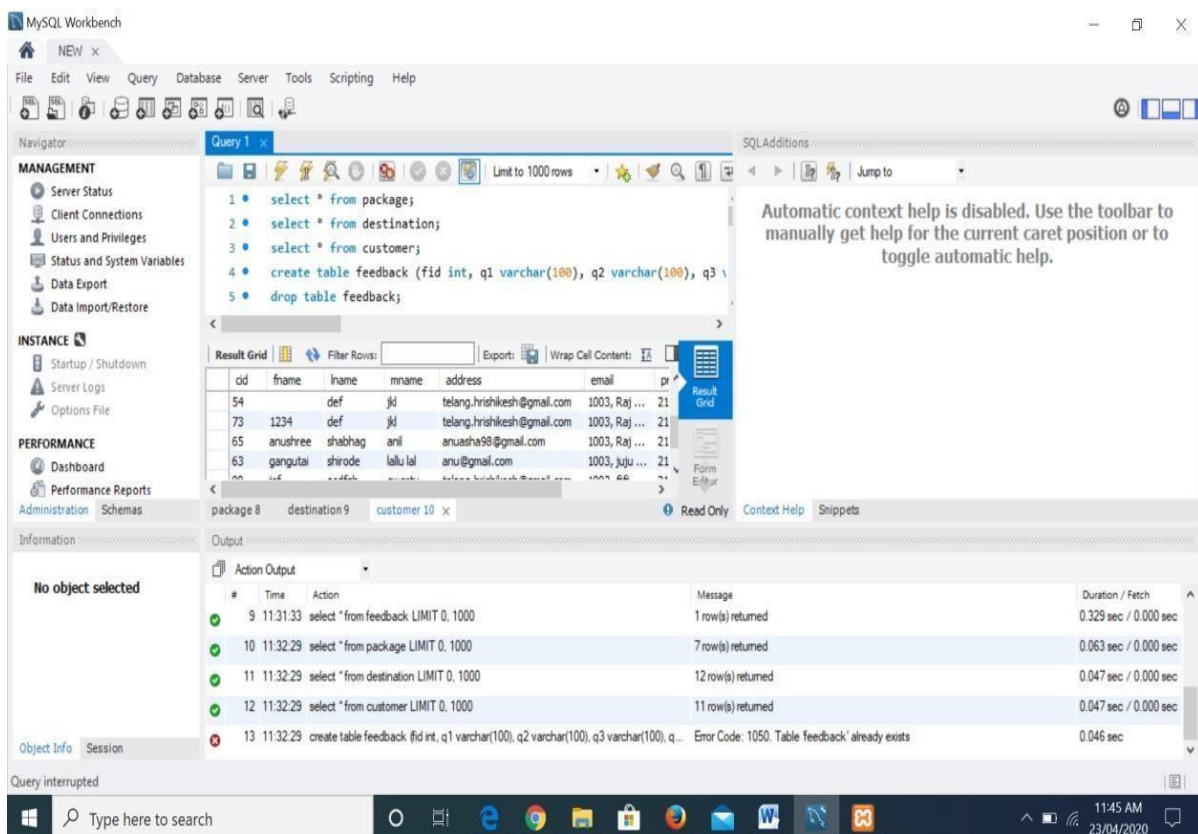 MySQL Workbench
NEW ×
File Edit View Query Database Server Tools Scripting Help
Navigator
MANAGEMENT
Server Status
Client Connections
Users and Privileges
Status and System Variables
Data Export
Data Import/Restore
INSTANCE
Startup / Shutdown
Server Logs
Options File
PERFORMANCE
Dashboard
Performance Reports
Administration Schemas
Query 1 ×
Limit to 1000 rows
1 select * from package;
2 select * from destination;
3 select * from customer;
4 create table feedback (fid int, q1 varchar(100), q2 varchar(100), q3
5 drop table feedback;
Result Grid Filter Rows: Export: Wrap Cell Content:
cid fname lname mname address email
54 def jkl telang.hrishikesh@gmail.com 1003, Raj ... 21
73 1234 def jkl telang.hrishikesh@gmail.com 1003, Raj ... 21
65 anushree shabhag anil anuasha98@gmail.com 1003, Raj ... 21
63 gangutai shirode lallu lal anu@gmail.com 1003, juju ... 21
Result Grid
Form Editor
package 8 destination 9 customer 10 × Read Only
SQLAdditions
Jump to
Automatic context help is disabled. Use the toolbar to
manually get help for the current caret position or to
toggle automatic help.
Context Help Snippets
Information
No object selected
Object Info Session
Output
Action Output
# Time Action Message Duration / Fetch
9 11:31:33 select * from feedback LIMIT 0, 1000 1 row(s) returned 0.329 sec / 0.000 sec
10 11:32:29 select * from package LIMIT 0, 1000 7 row(s) returned 0.063 sec / 0.000 sec
11 11:32:29 select * from destination LIMIT 0, 1000 12 row(s) returned 0.047 sec / 0.000 sec
12 11:32:29 select * from customer LIMIT 0, 1000 11 row(s) returned 0.047 sec / 0.000 sec
13 11:32:29 create table feedback (fid int, q1 varchar(100), q2 varchar(100), q3 varchar(100), q... Error Code: 1050. Table 'feedback' already exists 0.046 sec
Query interrupted
Type here to search
11:45 AM
23/04/2020